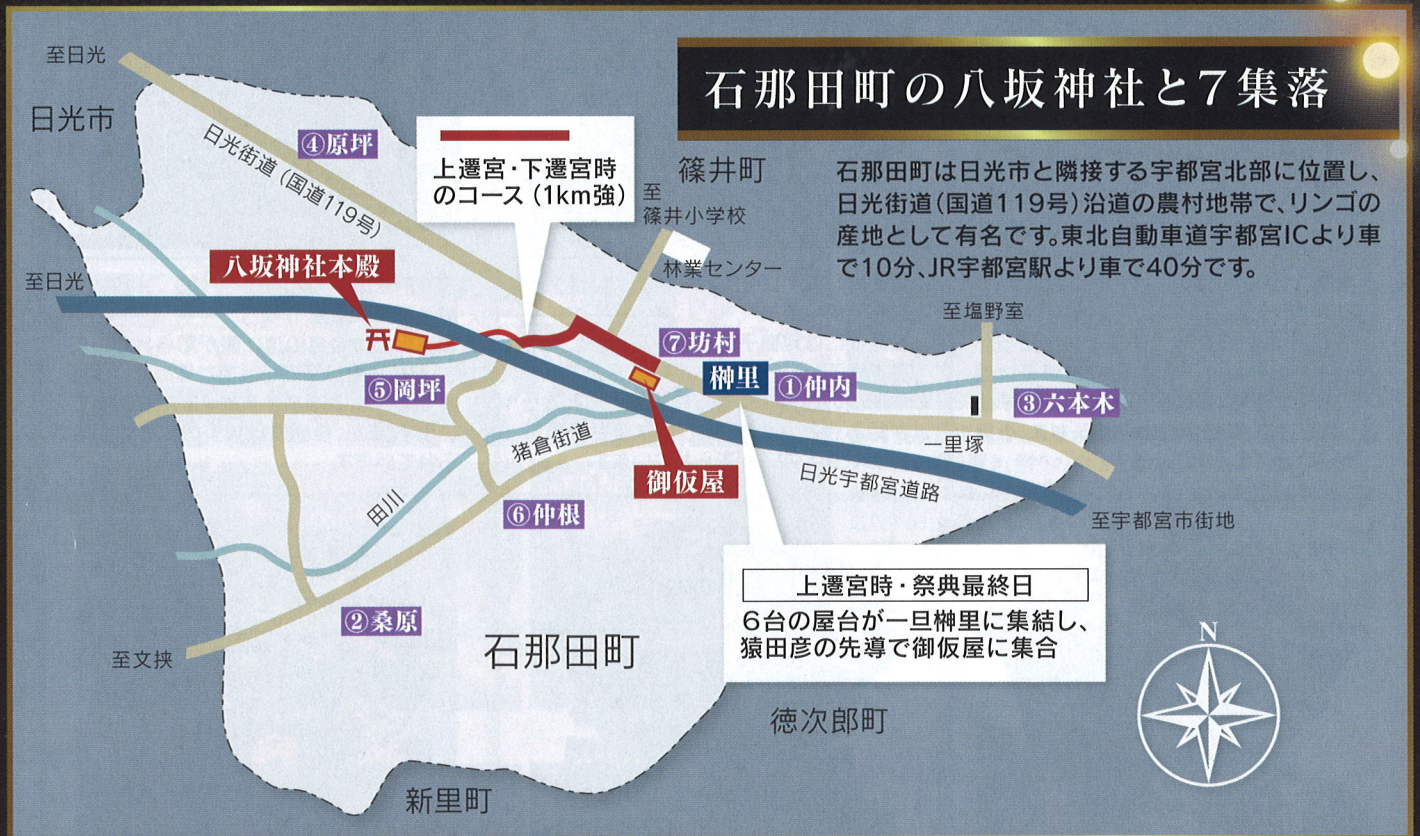 石那田町の八坂神社と7集落
石那田町は日光市と隣接する宇都宮北部に位置し、
日光街道(国道119号)沿道の農村地帯で、リンゴの
産地として有名です。東北自動車道宇都宮ICより車
で10分、JR宇都宮駅より車で40分です。
至日光
日光市
④原坪
日光街道(国道119号)
上遷宮・下遷宮時
のコース(1km強)
篠井町
至
篠井小学校
林業センター
八坂神社本殿
至日光
至塩野室
⑦坊村
榊里
①仲内
③六本木
⑤岡坪
一里塚
猪倉街道
御仮屋
日光宇都宮道路
田川
⑥仲根
至宇都宮市街地
上遷宮時・祭典最終日
6台の屋台が一旦榊里に集結し、
猿田彦の先導で御仮屋に集合
②桑原
至文挟
石那田町
N
徳次郎町
新里町